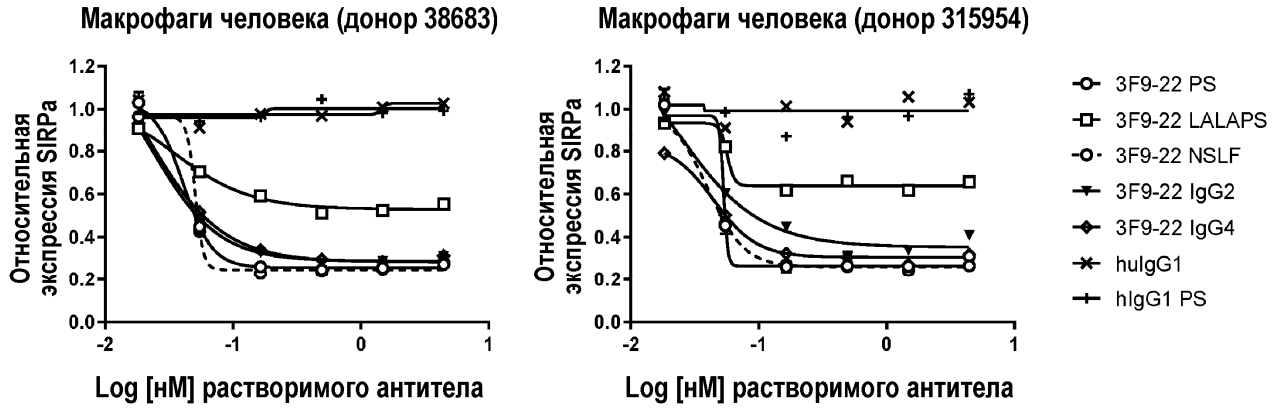 Макрофаги человека (донор 38683)
Относительная
экспрессия SIRPa
1.2
1.0
0.8
0.6
0.4
0.2
0.0
-2
-1
0
1
Log [нМ] растворимого антитела
Макрофаги человека (донор 315954)
Относительная
экспрессия SIRPa
1.2
1.0
0.8
0.6
0.4
0.2
0.0
-2
-1
0
1
Log [нМ] растворимого антитела
3F9-22 PS
3F9-22 LALAPS
3F9-22 NSLF
3F9-22 IgG2
3F9-22 IgG4
huIgG1
hIgG1 PS